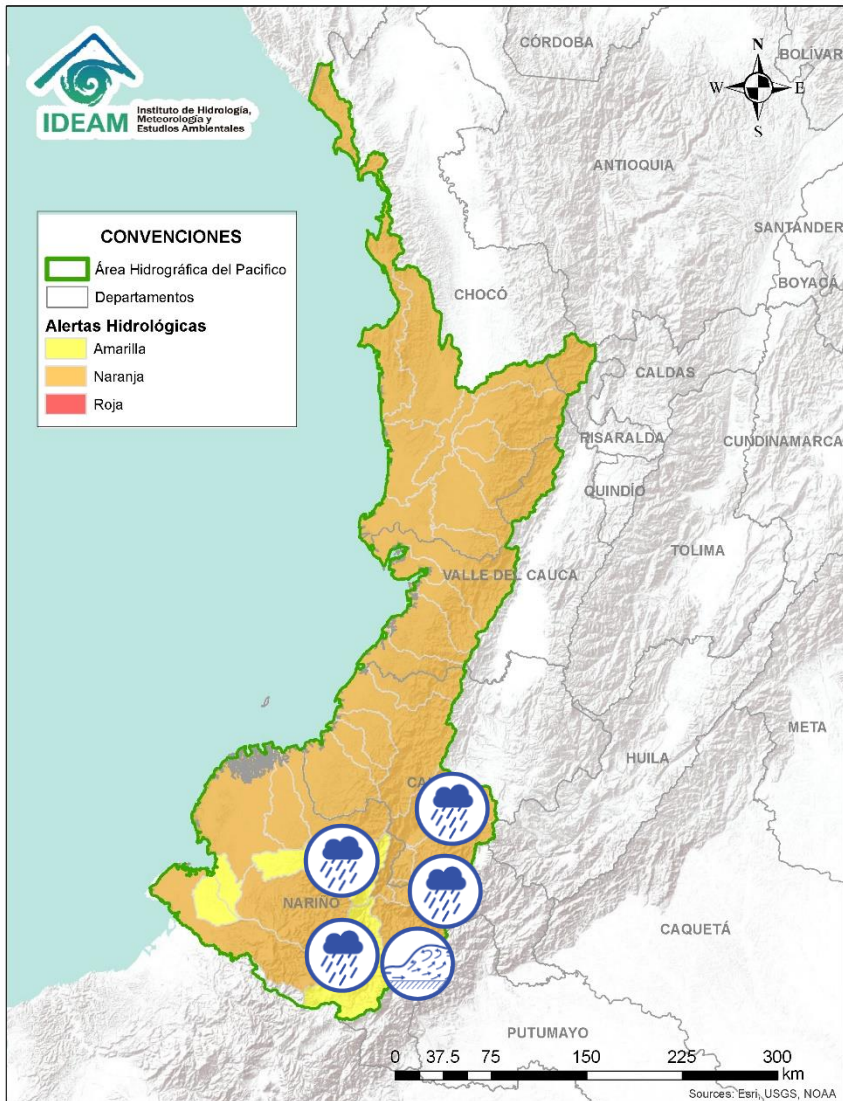 CÓRDOBA
BOLÍVAR
N
W
E
S
IDEAM
Instituto de Hidrología,
Meteorología y
Estudios Ambientales
ANTIOQUIA
SANTANDER
BOYACÁ
CONVENCIONES
Área Hidrográfica del Pacifico
Departamentos
Alertas Hidrológicas
Amarilla
Naranja
Roja
CHOCÓ
CALDAS
RISARALDA
CUNDINAMARCA
QUINDÍO
TOLIMA
VALLE DEL CAUCA
META
HUILA
NARIÑO
CAQUETÁ
PUTUMAYO
0 37.5 75 150 225 300
km
Sources: Esri, USGS, NOAA